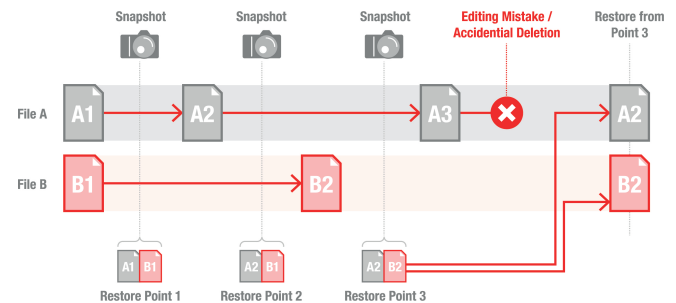 Snapshot
Snapshot
Snapshot
Editing Mistake /
Accidential Deletion
Restore from
Point 3
File A
A1
A2
A3
A2
File B
B1
B2
B2
A1 B1
A2 B1
A2 B2
Restore Point 1
Restore Point 2
Restore Point 3